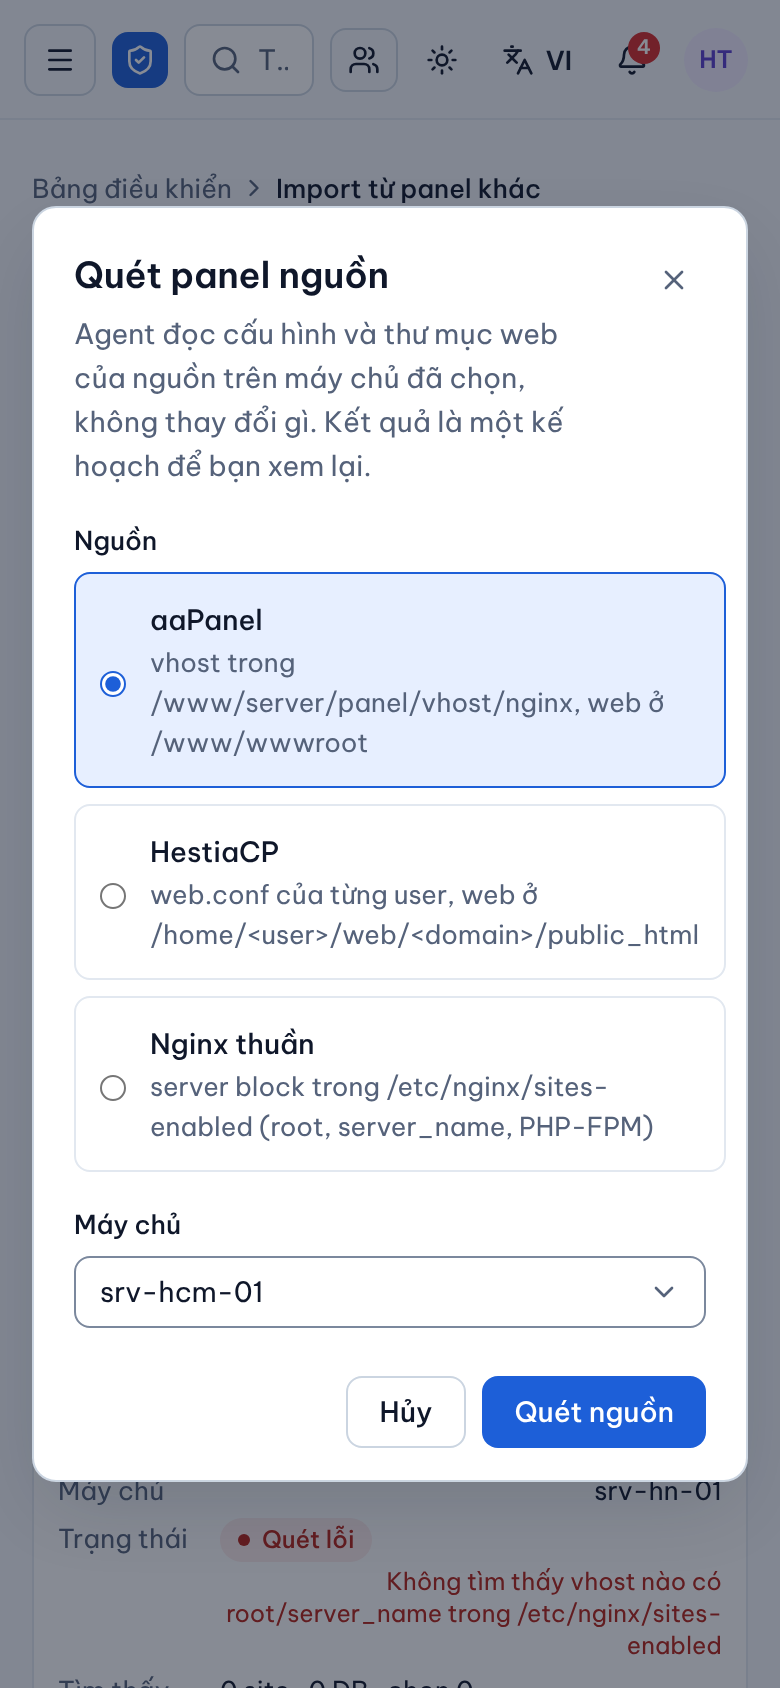 T..
VI
4
HT
Bảng điều khiển > Import từ panel khác
Quét panel nguồn
Agent đọc cấu hình và thư mục web
của nguồn trên máy chủ đã chọn,
không thay đổi gì. Kết quả là một kế
hoạch để bạn xem lại.
Nguồn
aaPanel
vhost trong
/www/server/panel/vhost/nginx, web ở
/www/wwwroot
HestiaCP
web.conf của từng user, web ở
/home/<user>/web/<domain>/public_html
Nginx thuần
server block trong /etc/nginx/sites-
enabled (root, server_name, PHP-FPM)
Máy chủ
srv-hcm-01
Hủy
Quét nguồn
Máy chủ
srv-hn-01
Trạng thái
Quét lỗi
Không tìm thấy vhost nào có
root/server_name trong /etc/nginx/sites-
enabled